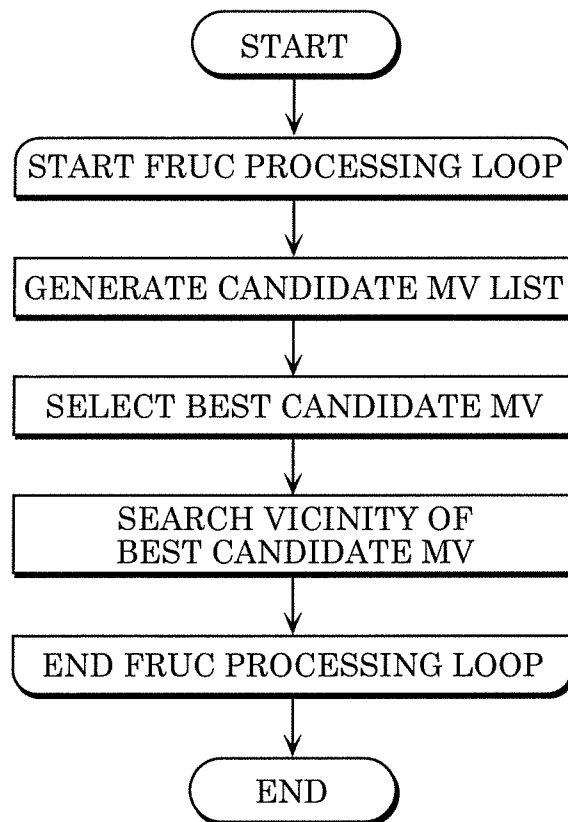 START
START FRUC PROCESSING LOOP
GENERATE CANDIDATE MV LIST
SELECT BEST CANDIDATE MV
SEARCH VICINITY OF
BEST CANDIDATE MV
END FRUC PROCESSING LOOP
END